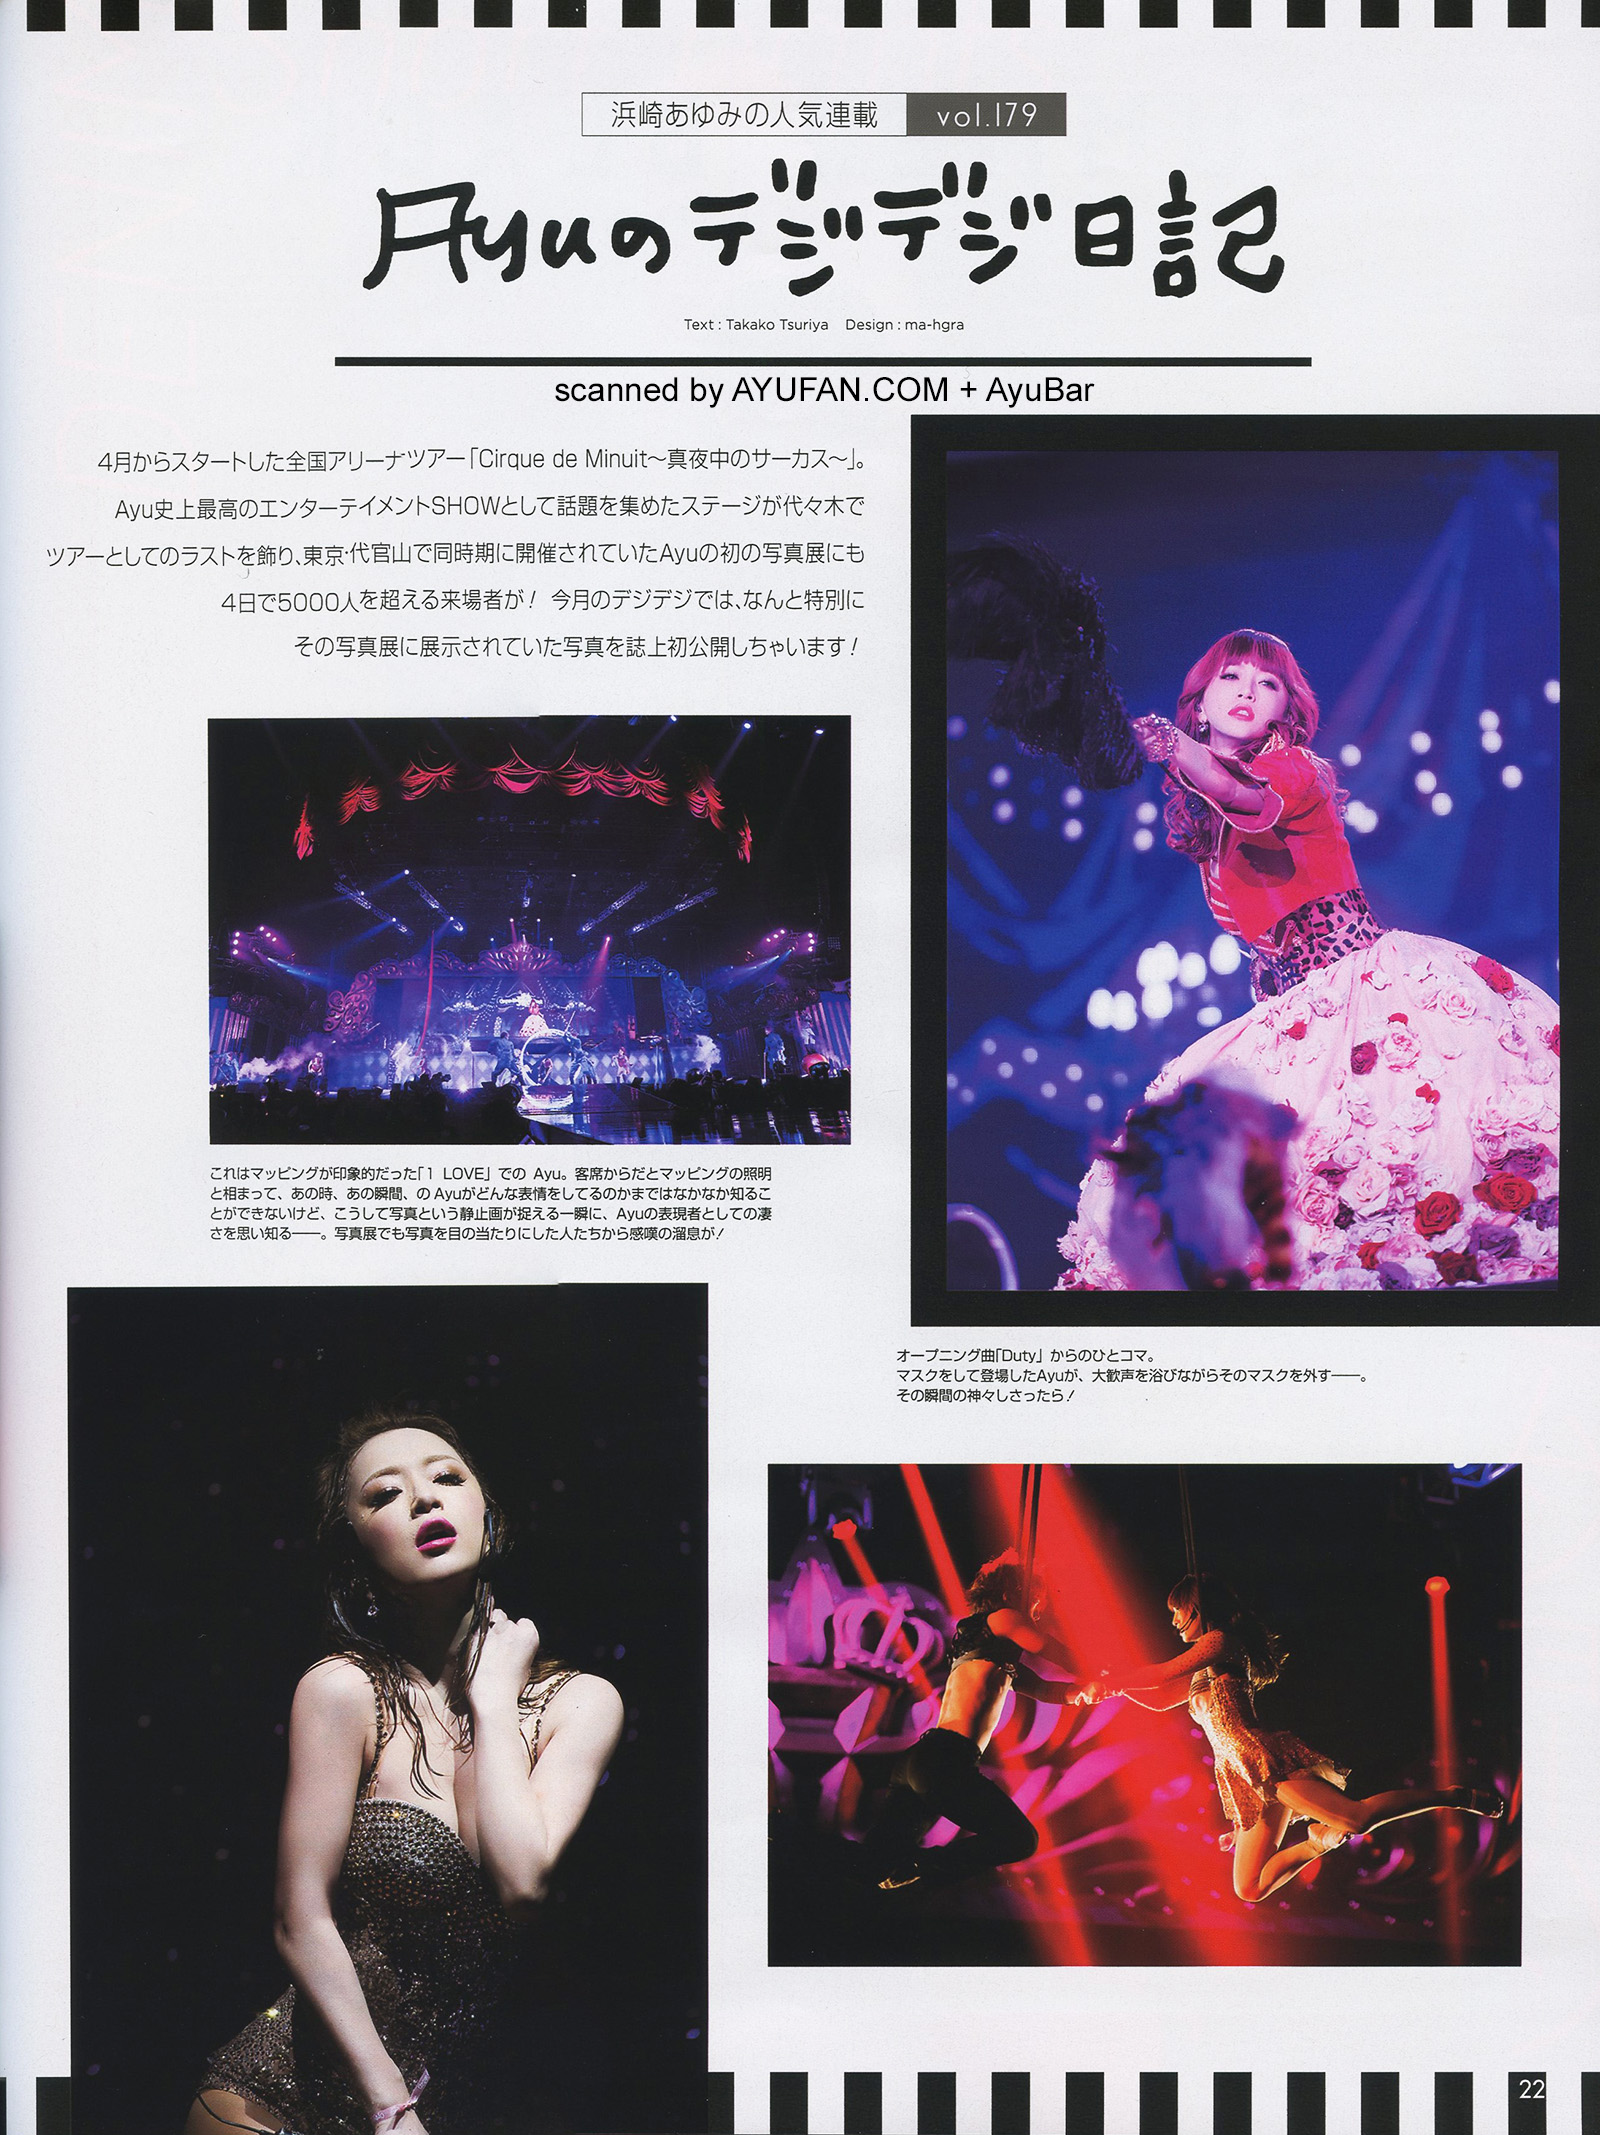 浜崎あゆみの人気連載 vol.179
Ayuのデジデジ日記
Text : Takako Tsuriya Design : ma-hgra
scanned by AYUFAN.COM + AyuBar
4月からスタートした全国アリーナツアー「Cirque de Minuit～真夜中のサーカス～」。
Ayu史上最高のエンターテイメントSHOWとして話題を集めたステージが代々木で
ツアーとしてのラストを飾り、東京・代官山で同時期に開催されていたAyuの初の写真展にも
4日で5000人を超える来場者が！ 今月のデジデジでは、なんと特別に
その写真展に展示されていた写真を誌上初公開しちゃいます！
これはマッピングが印象的だった「1 LOVE」での Ayu。客席からだとマッピングの照明
と相まって、あの時、あの瞬間、の Ayuがどんな表情をしてるのかまではなかなか知るこ
とができないけど、こうして写真という静止画が捉える一瞬に、Ayuの表現者としての凄
さを思い知る――。写真展でも写真を目の当たりにした人たちから感嘆の溜息が！
オープニング曲「Duty」からのひとコマ。
マスクをして登場したAyuが、大歓声を浴びながらそのマスクを外す――。
その瞬間の神々しさったら！
22